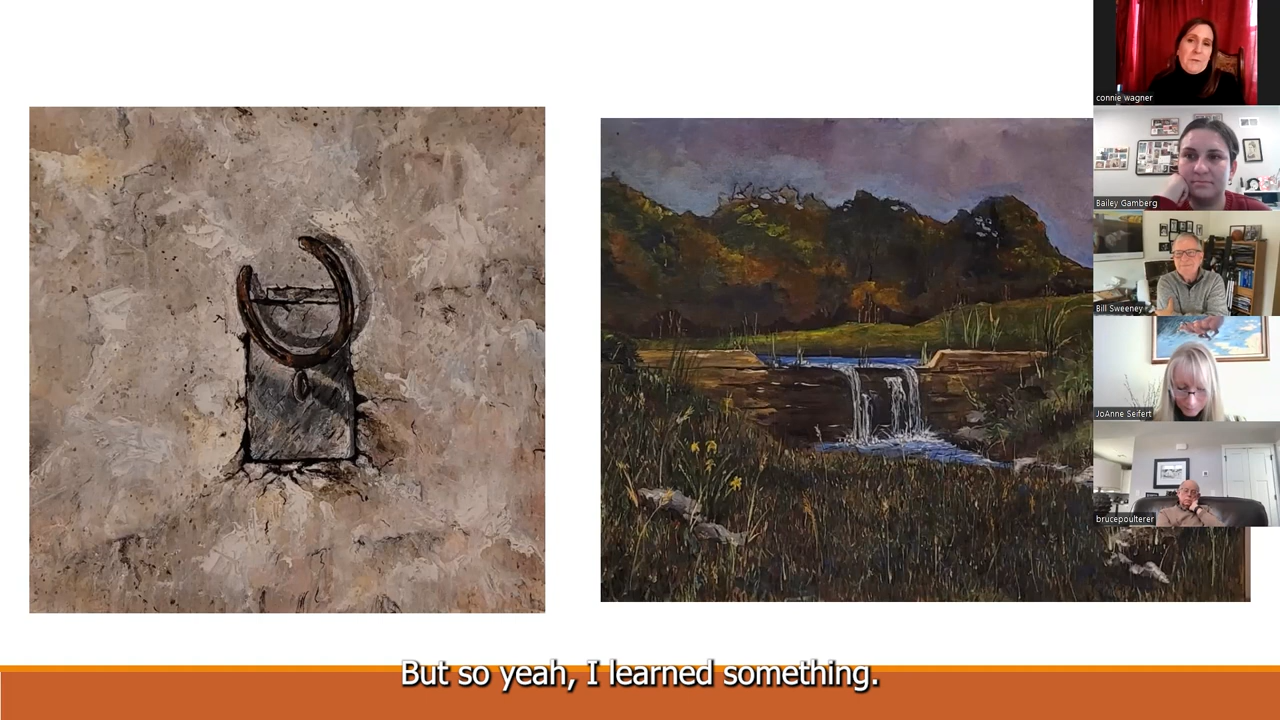 connie wagner
Bailey Gamberg
Bill Sweeney
JoAnne Seifert
brucepoulterer
But so yeah, I learned something.